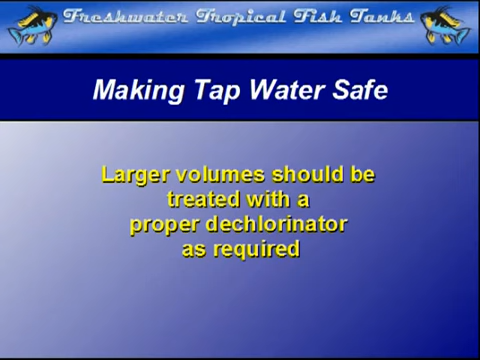 Freshwater Tropical Fish Tanks
Making Tap Water Safe
Larger volumes should be
treated with a
proper dechlorinator
as required